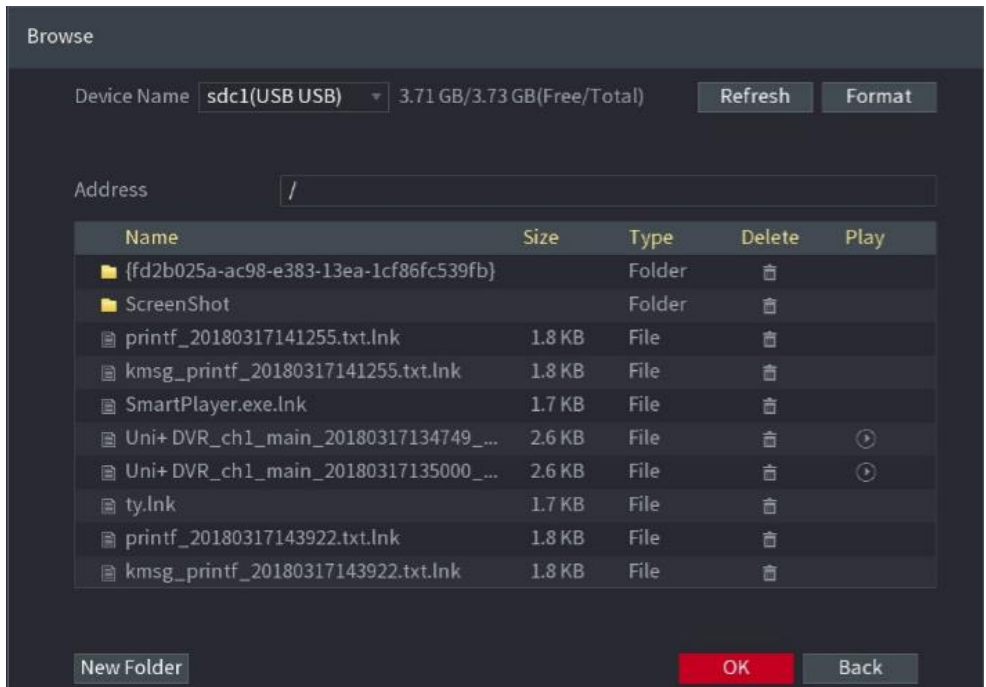 Browse
Device Name sdc1(USB USB) 3.71 GB/3.73 GB(Free/Total) Refresh Format
Address /
Name Size Type Delete Play
{fd2b025a-ac98-e383-13ea-1cf86fc539fb} Folder
ScreenShot Folder
printf_20180317141255.txt.lnk 1.8 KB File
kmsg_printf_20180317141255.txt.lnk 1.8 KB File
SmartPlayer.exe.lnk 1.7 KB File
Uni+ DVR_ch1_main_20180317134749_... 2.6 KB File
Uni+ DVR_ch1_main_20180317135000_... 2.6 KB File
ty.lnk 1.7 KB File
printf_20180317143922.txt.lnk 1.8 KB File
kmsg_printf_20180317143922.txt.lnk 1.8 KB File
New Folder OK Back